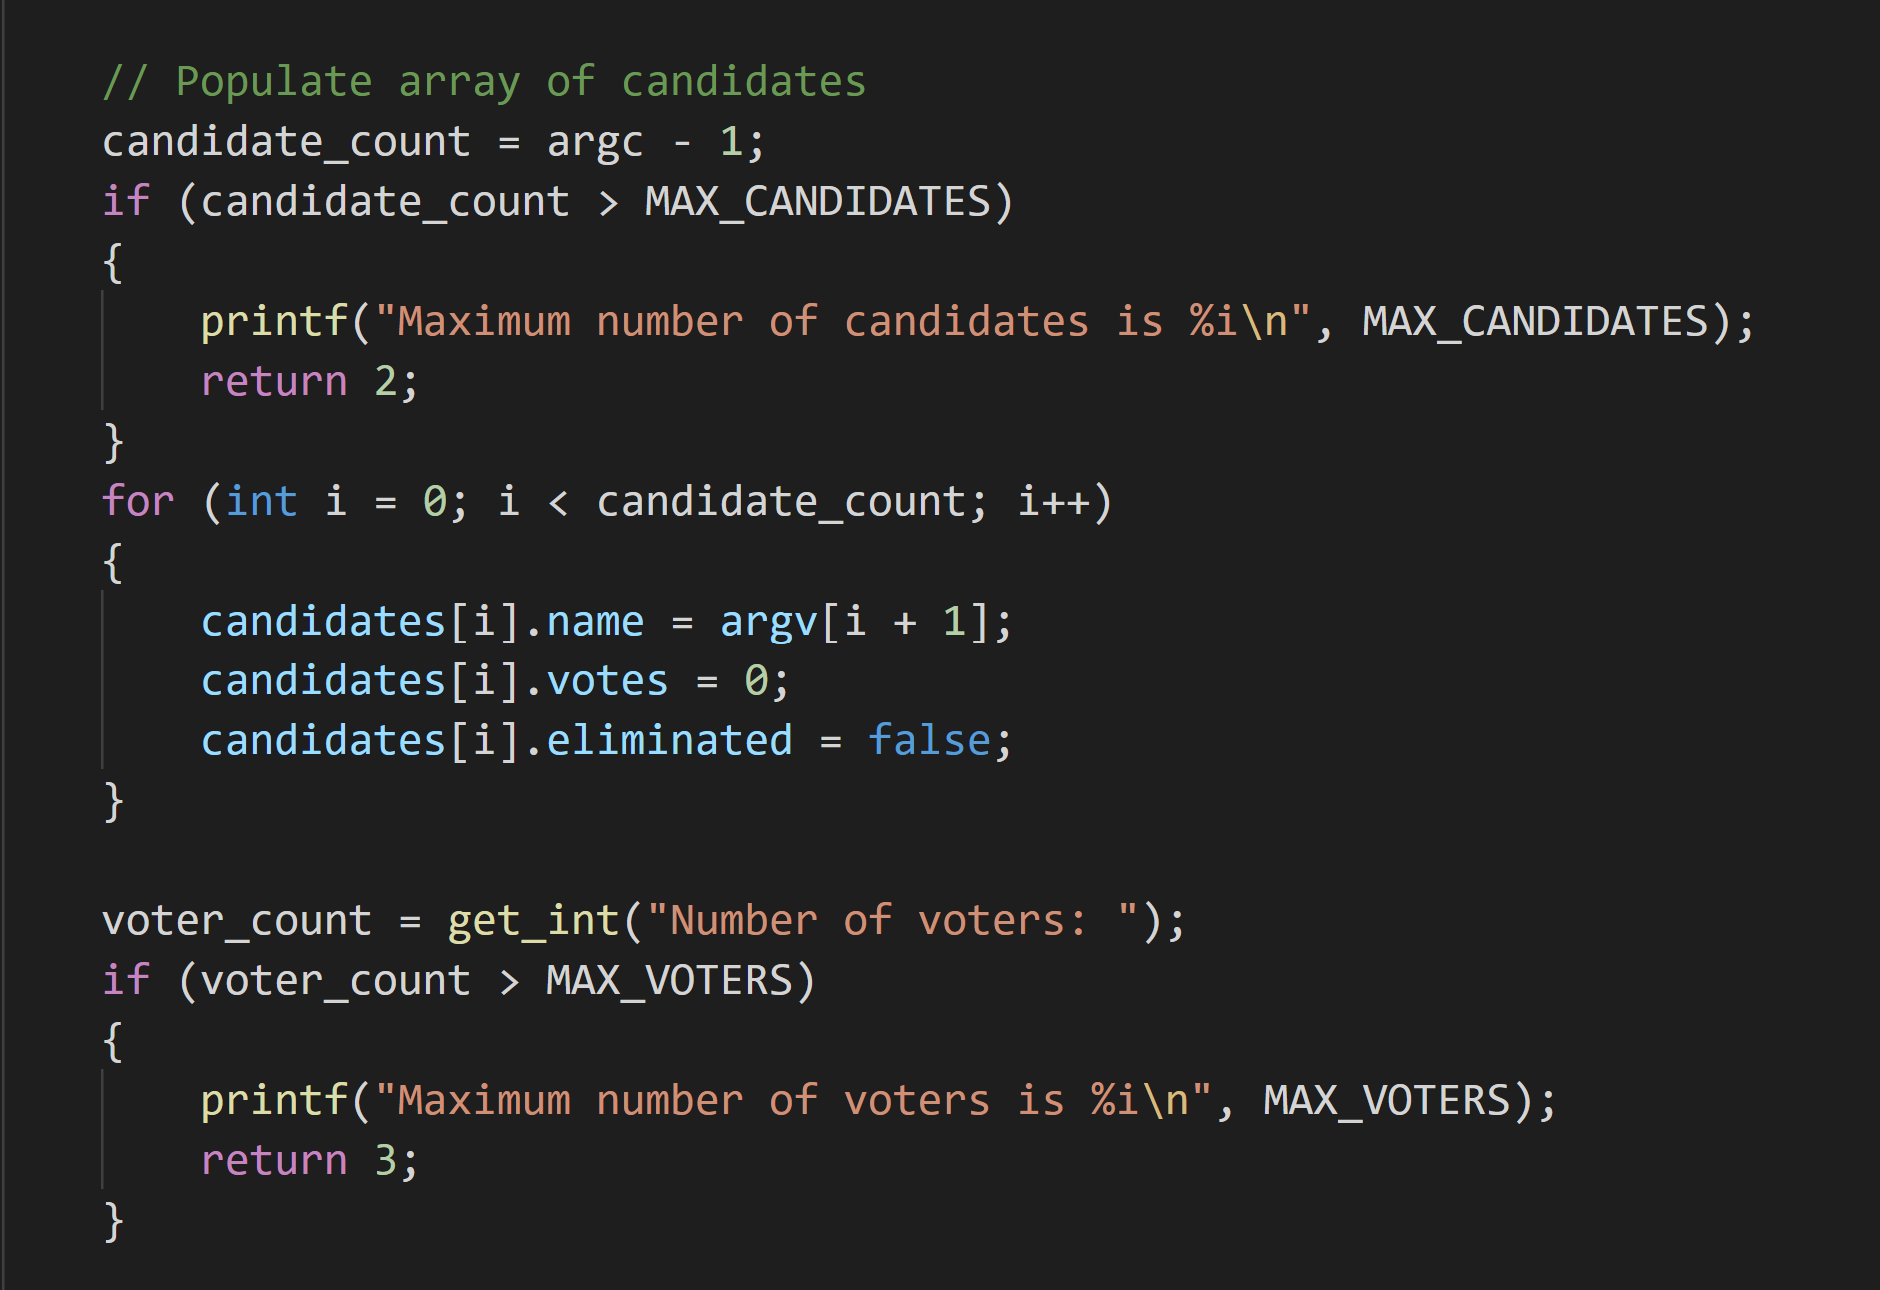 // Populate array of candidates
candidate_count = argc - 1;
if (candidate_count > MAX_CANDIDATES)
{
    printf("Maximum number of candidates is %i\n", MAX_CANDIDATES);
    return 2;
}
for (int i = 0; i < candidate_count; i++)
{
    candidates[i].name = argv[i + 1];
    candidates[i].votes = 0;
    candidates[i].eliminated = false;
}

voter_count = get_int("Number of voters: ");
if (voter_count > MAX_VOTERS)
{
    printf("Maximum number of voters is %i\n", MAX_VOTERS);
    return 3;
}